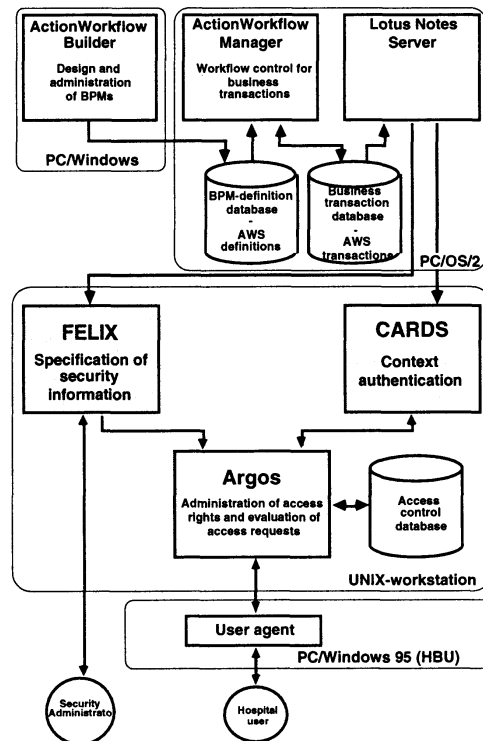 ActionWorkflow
Builder
Design and
administration
of BPMs
PC/Windows
ActionWorkflow
Manager
Workflow control for
business
transactions
Lotus Notes
Server
BPM-definition
database
-
AWS
definitions
Business
transaction
database
-
AWS
transactions
PC/OS/2
FELIX
Specification of
security
information
CARDS
Context
authentication
Argos
Administration of access
rights and evaluation of
access requests
Access
control
database
UNIX-workstation
User agent
PC/Windows 95 (HBU)
Security
Administrato
Hospital
user